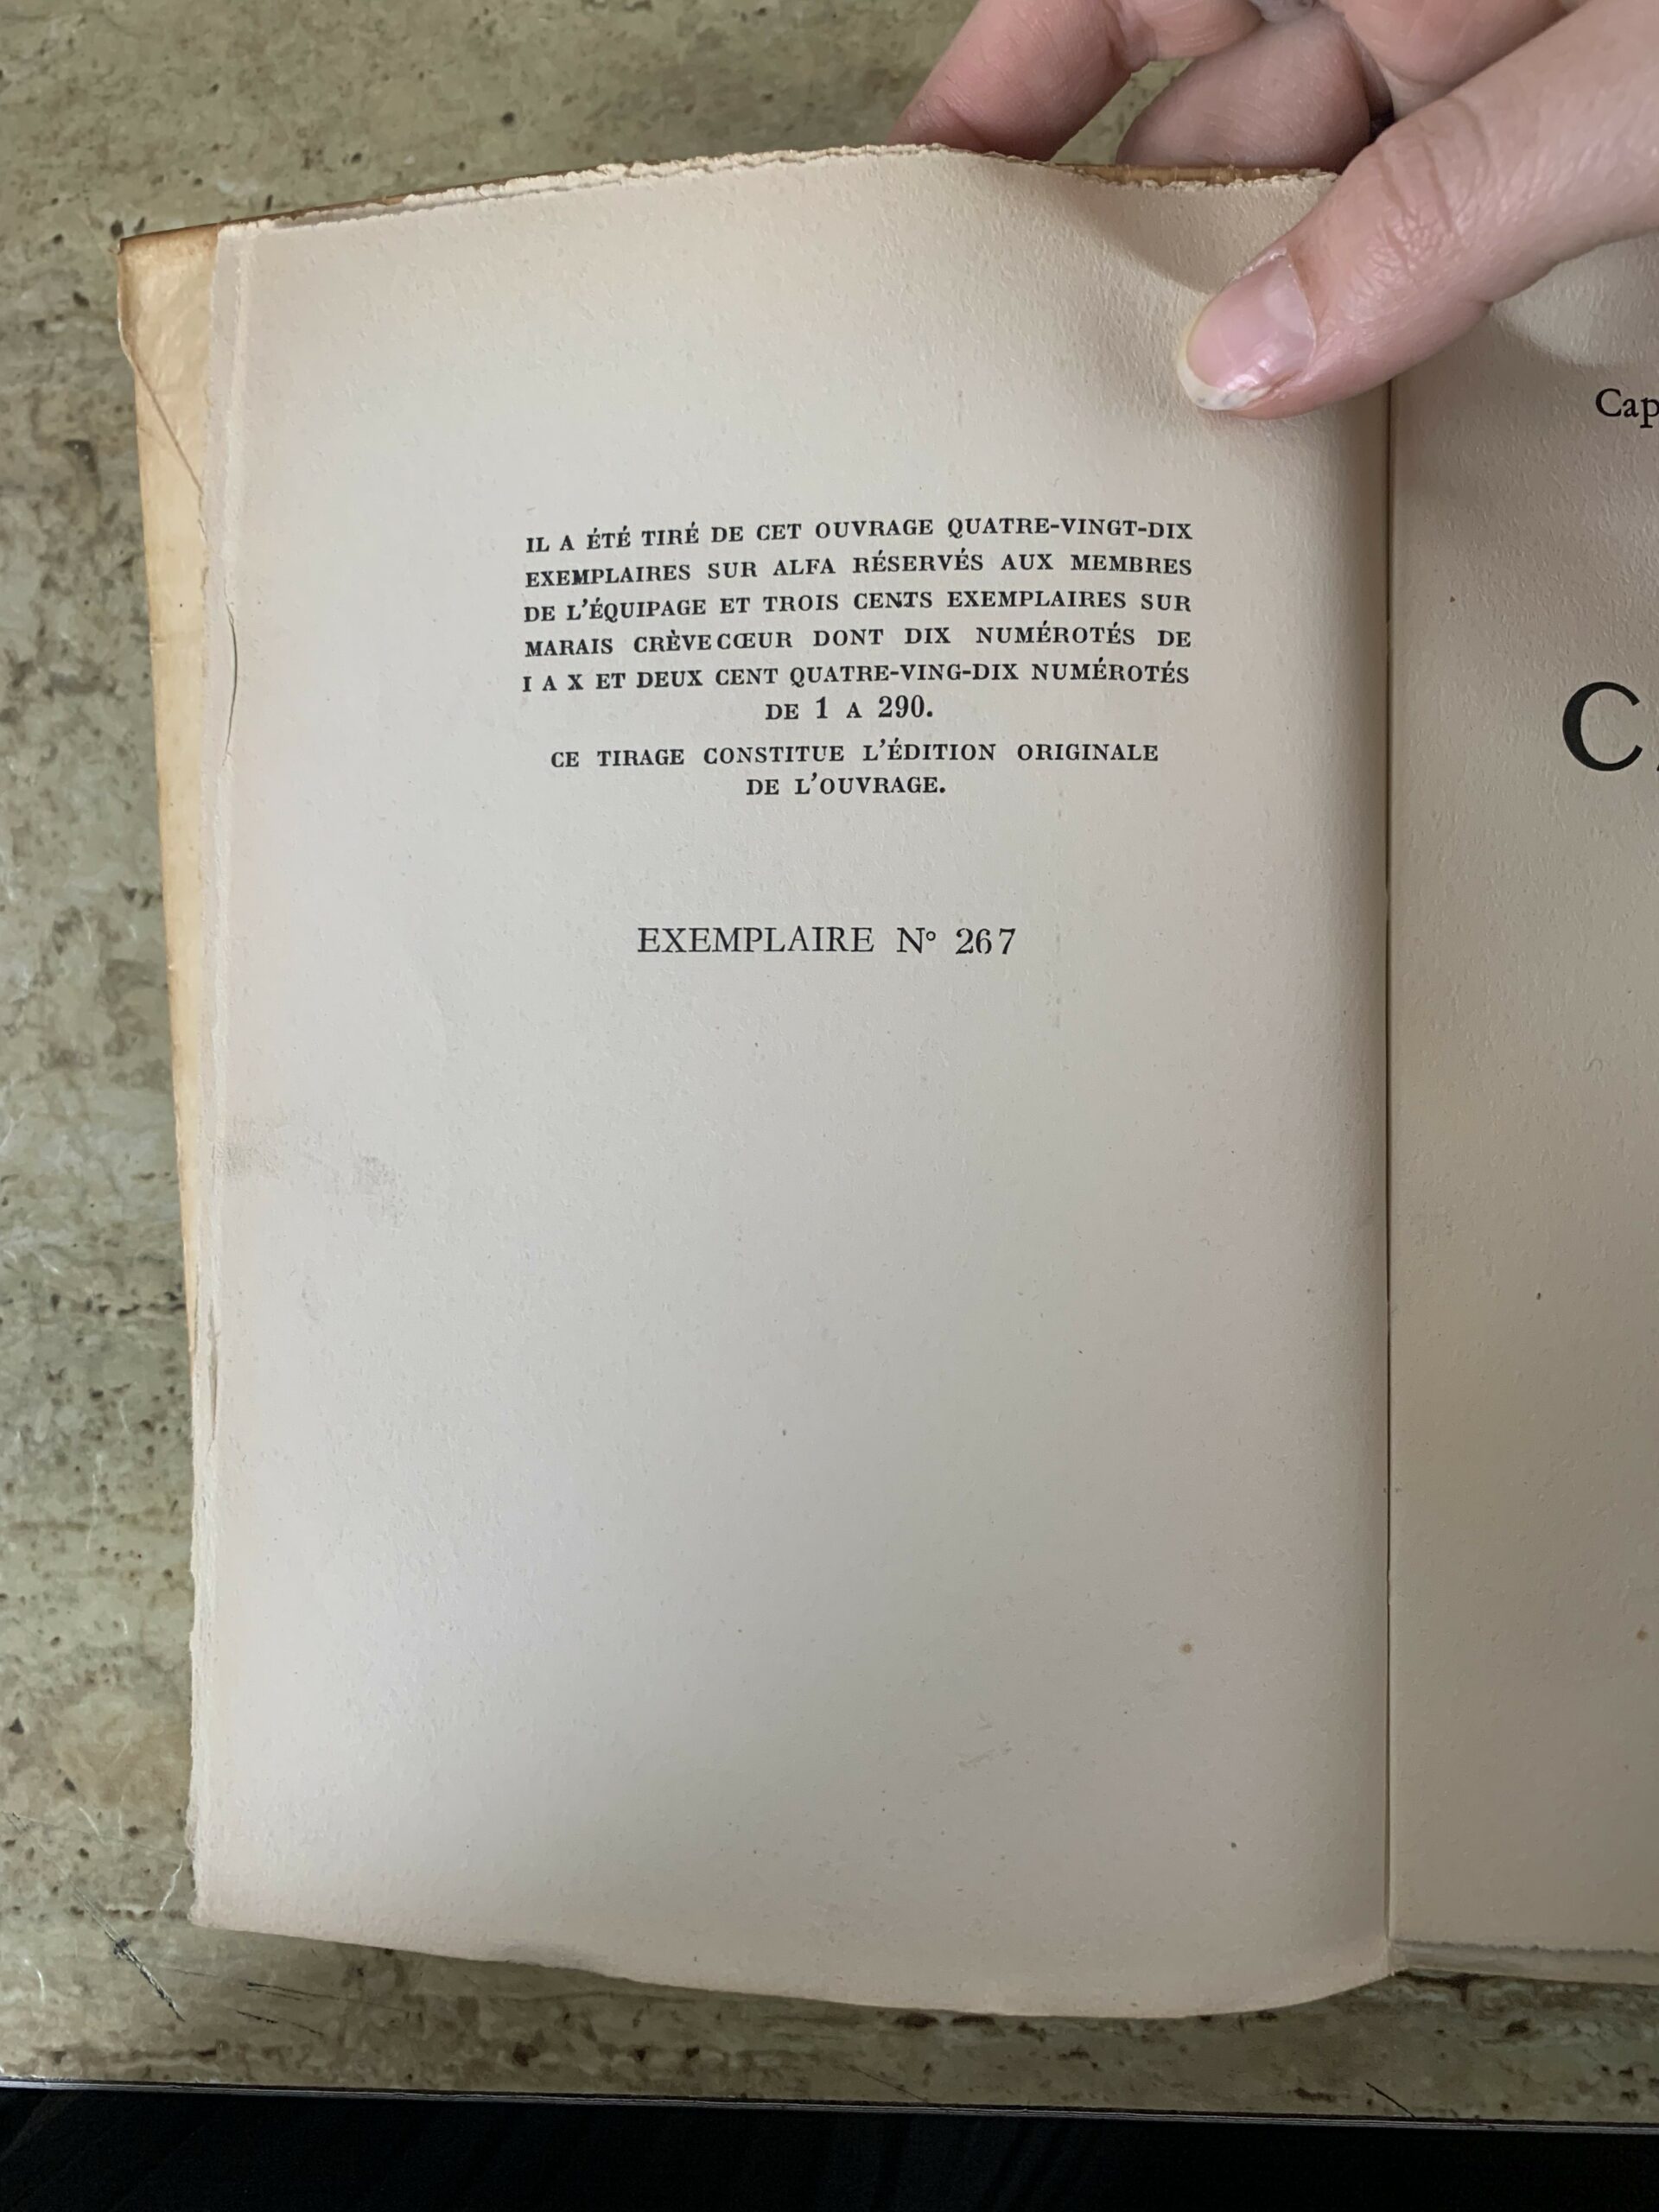 IL A ÉTÉ TIRÉ DE CET OUVRAGE QUATRE-VINGT-DIX
EXEMPLAIRES SUR ALFA RÉSERVÉS AUX MEMBRES
DE L'ÉQUIPAGE ET TROIS CENTS EXEMPLAIRES SUR
MARAIS CRÈVECŒUR DONT DIX NUMÉROTÉS DE
I A X ET DEUX CENT QUATRE-VING-DIX NUMÉROTÉS
DE 1 A 290.
CE TIRAGE CONSTITUE L'ÉDITION ORIGINALE
DE L'OUVRAGE.
EXEMPLAIRE N° 267
Cap
C